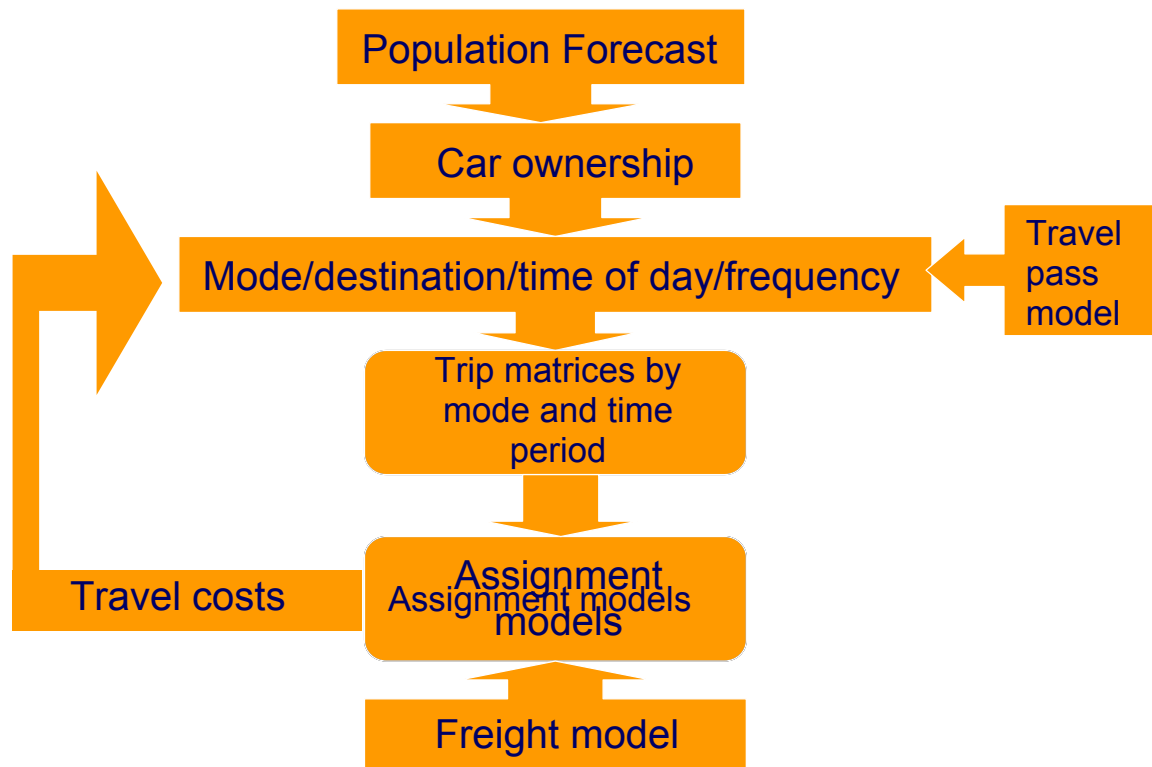 Population Forecast
Car ownership
Mode/destination/time of day/frequency
Travel
pass
model
Trip matrices by
mode and time
period
Assignment
models
Assignment models
Travel costs
Freight model